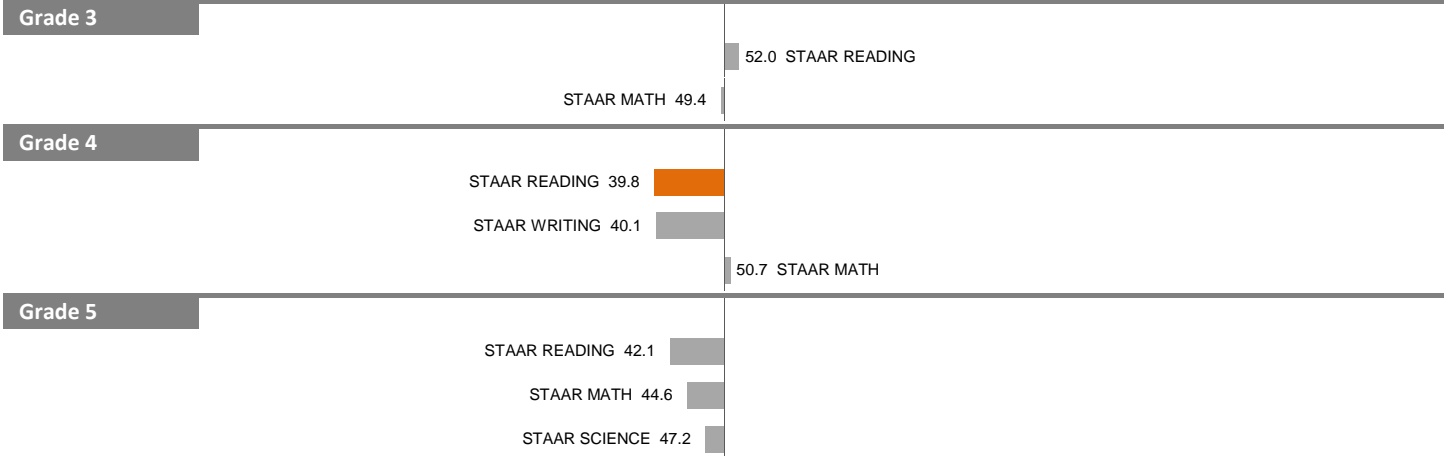 Grade 3
52.0 STAAR READING
STAAR MATH 49.4
Grade 4
STAAR READING 39.8
STAAR WRITING 40.1
50.7 STAAR MATH
Grade 5
STAAR READING 42.1
STAAR MATH 44.6
STAAR SCIENCE 47.2